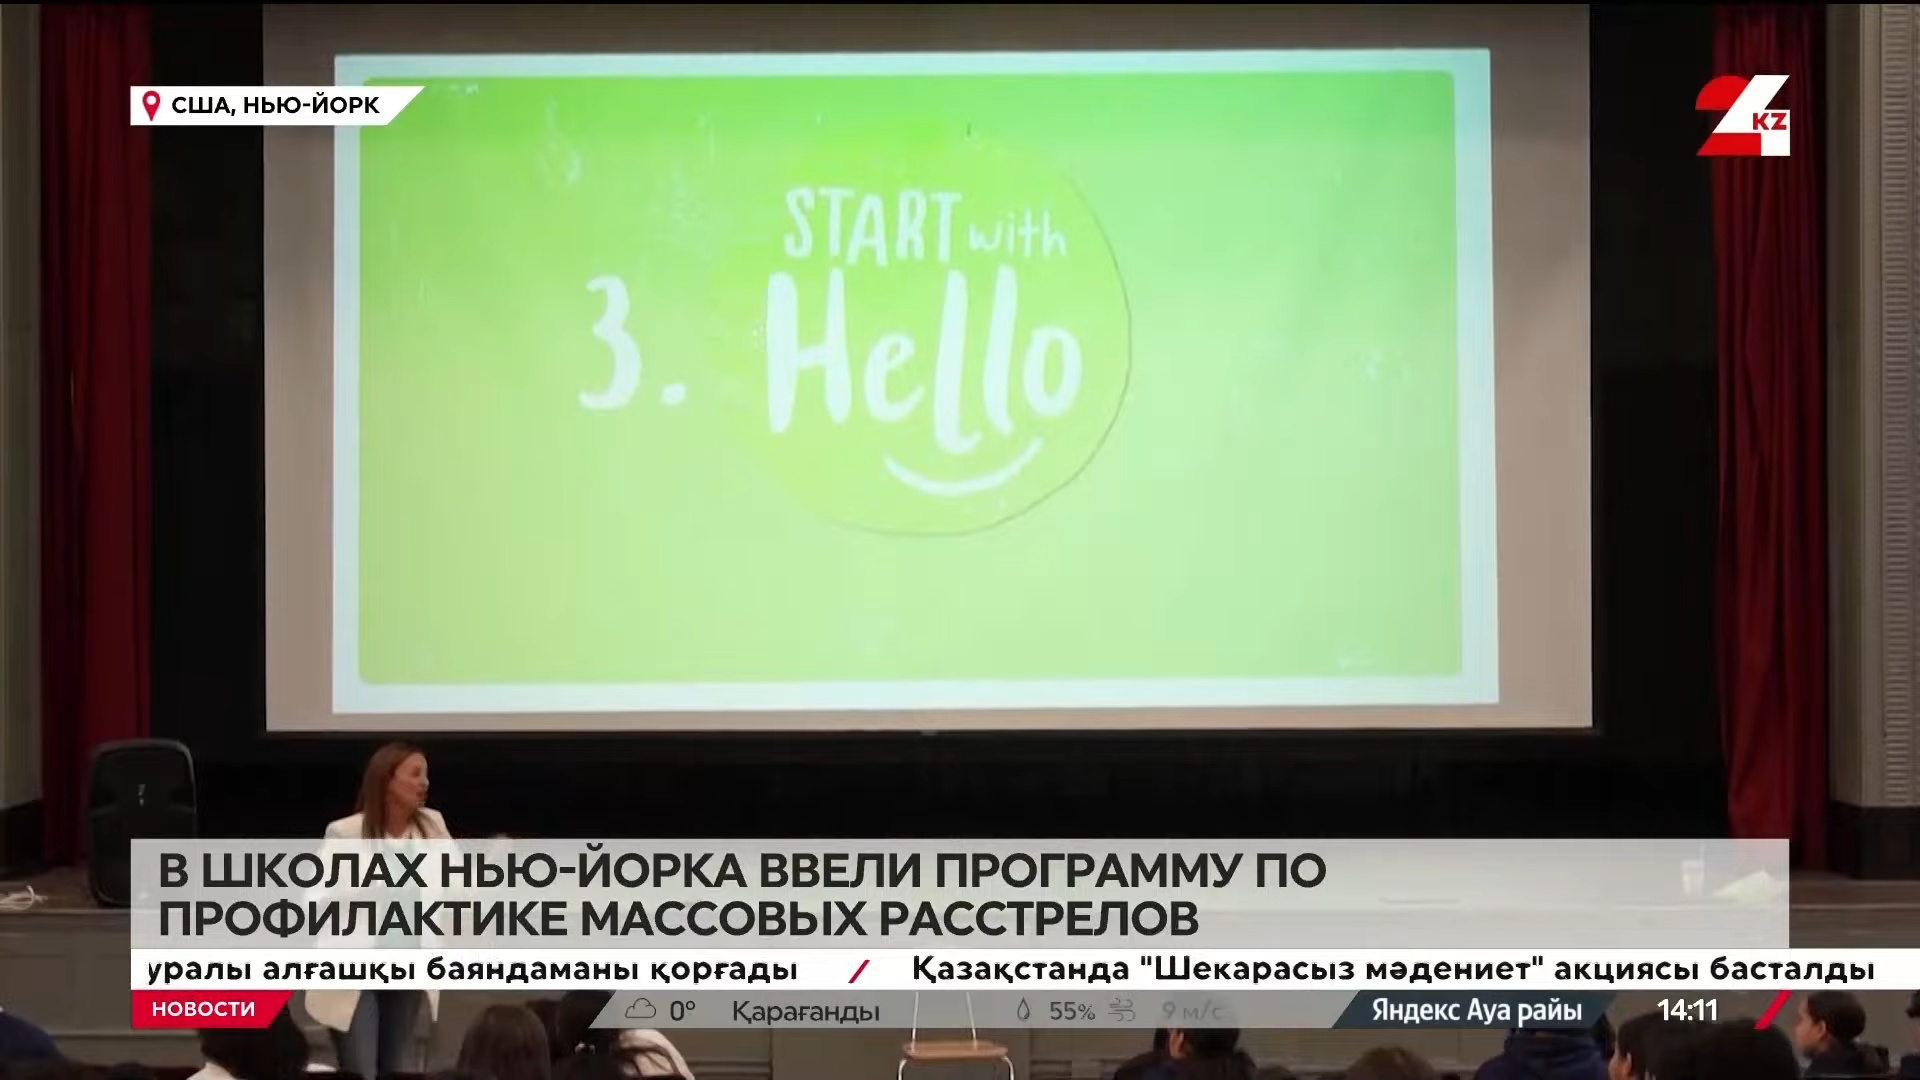 США, НЬЮ-ЙОРК
24 KZ
START with
3. Hello
В ШКОЛАХ НЬЮ-ЙОРКА ВВЕЛИ ПРОГРАММУ ПО
ПРОФИЛАКТИКЕ МАССОВЫХ РАССТРЕЛОВ
уралы алғашқы баяндаманы қорғады / Қазақстанда "Шекарасыз мәдениет" акциясы басталды
НОВОСТИ 0° Қарағанды 55% 9 м/с Яндекс Ауа райы 14:11